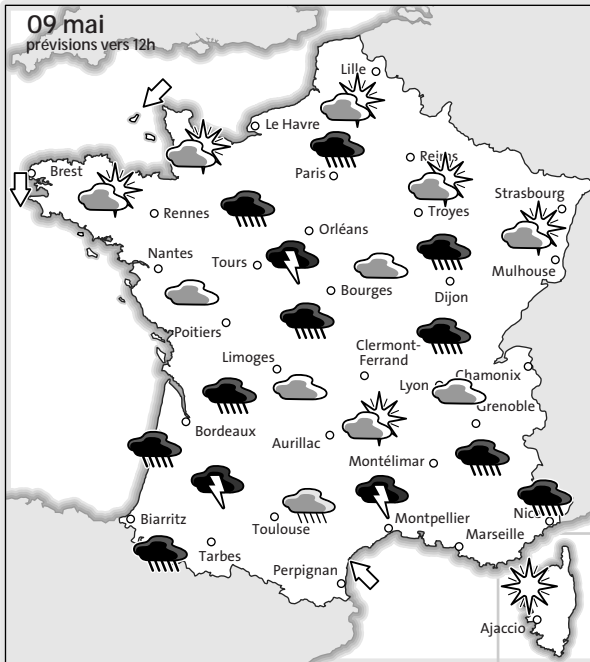 09 mai
prévisions vers 12h
Lille
Le Havre
Reims
Paris
Brest
Strasbourg
Rennes
Troyes
Orléans
Nantes
Tours
Mulhouse
Bourges
Dijon
Poitiers
Limoges
Clermont-
Ferrand
Chamonix
Lyon
Grenoble
Bordeaux
Aurillac
Montélimar
Biarritz
Toulouse
Montpellier
Nice
Marseille
Tarbes
Perpignan
Ajaccio